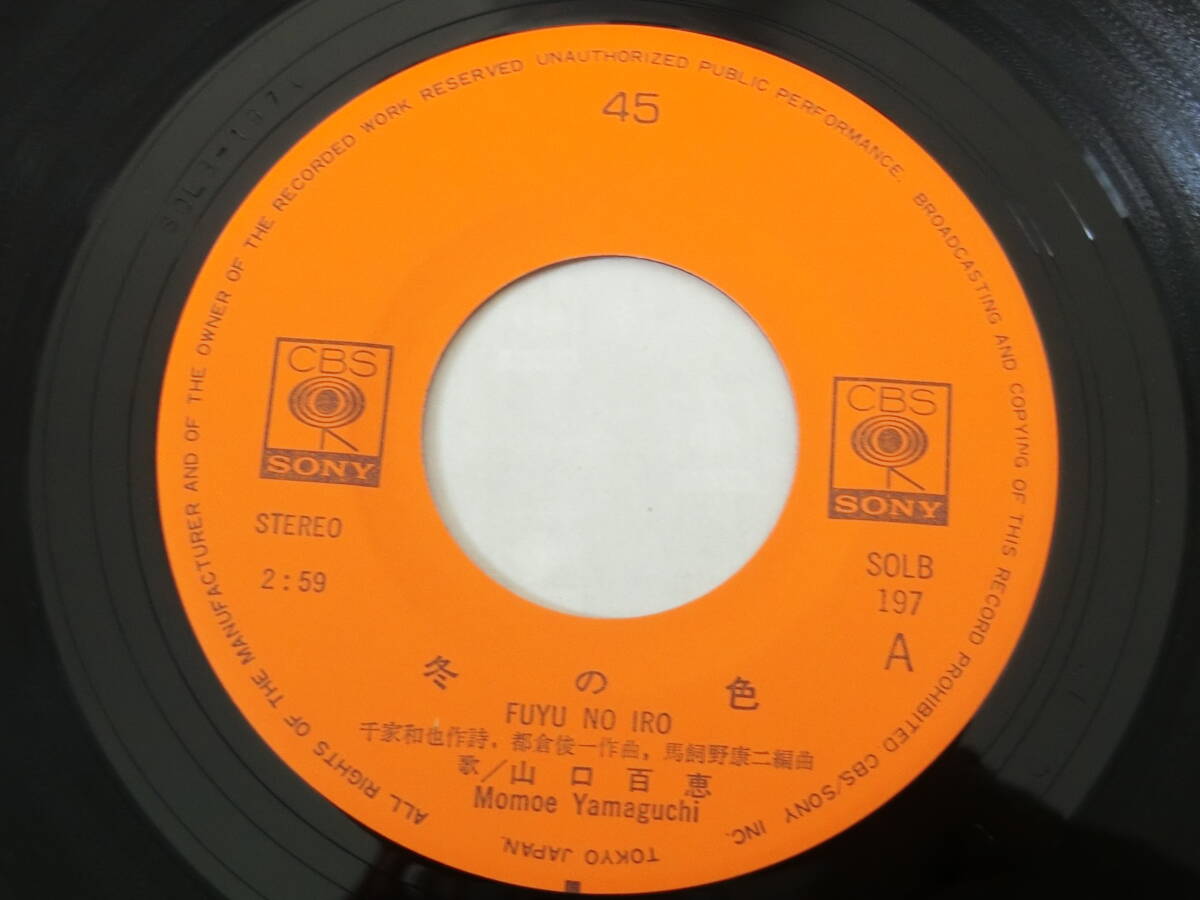 ALL RIGHTS OF THE MANUFACTURER AND OF THE OWNER OF THE RECORDED WORK RESERVED UNAUTHORIZED PUBLIC PERFORMANCE. BROADCASTING AND COPYING OF THIS RECORD PROHIBITED CBS/SONY INC. TOKYO JAPAN.
45
CBS
SONY
CBS
SONY
STEREO
2:59
SOLB
197
A
冬の色
FUYU NO IRO
千家和也作詩, 都倉俊一作曲, 馬飼野康二編曲
歌/山口百恵
Momoe Yamaguchi